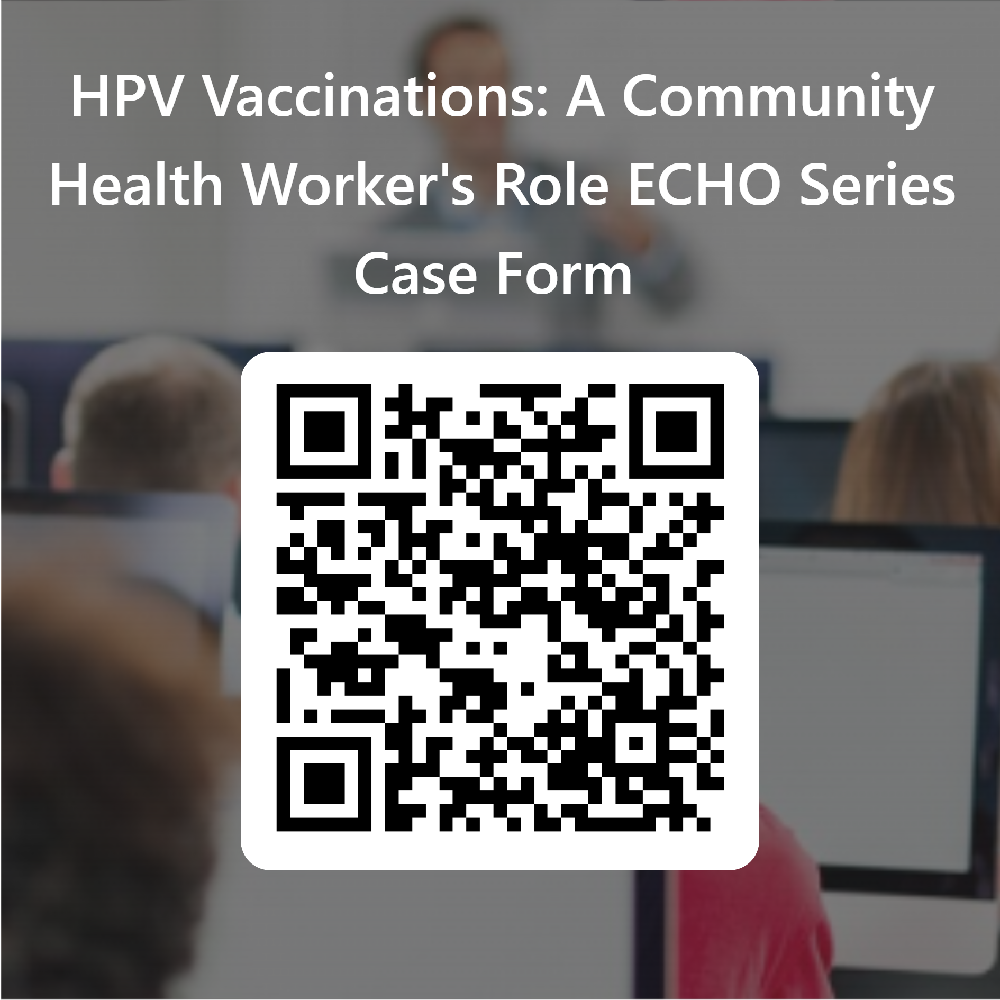 HPV Vaccinations: A Community
Health Worker's Role ECHO Series
Case Form